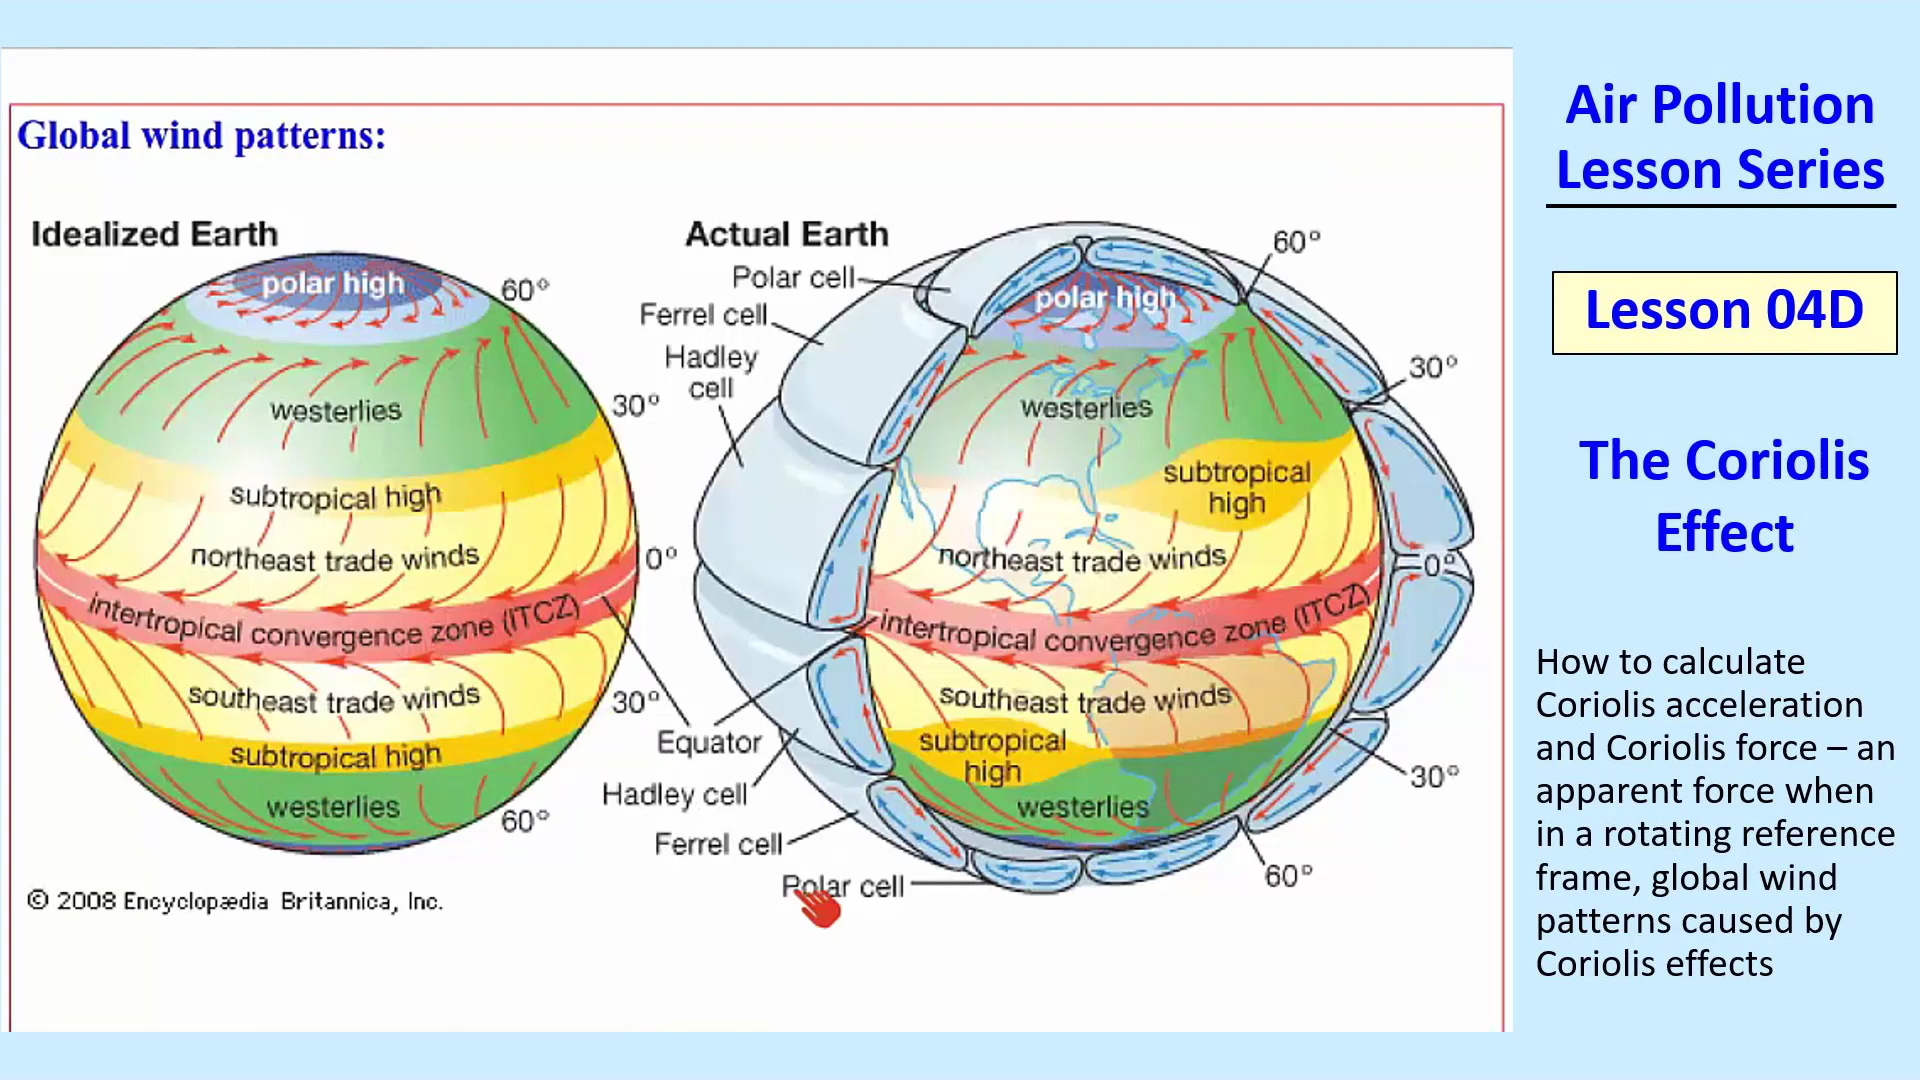 Global wind patterns:
Idealized Earth
polar high
60°
westerlies
30°
subtropical high
northeast trade winds
0°
intertropical convergence zone (ITCZ)
southeast trade winds
30°
subtropical high
westerlies
60°
© 2008 Encyclopædia Britannica, Inc.
Actual Earth
Polar cell
Ferrel cell
Hadley
cell
60°
polar high
30°
westerlies
subtropical
high
northeast trade winds
0°
intertropical convergence zone (ITCZ)
southeast trade winds
Equator
subtropical
high
30°
Hadley cell
westerlies
Ferrel cell
60°
Polar cell
Air Pollution
Lesson Series
Lesson 04D
The Coriolis
Effect
How to calculate
Coriolis acceleration
and Coriolis force – an
apparent force when
in a rotating reference
frame, global wind
patterns caused by
Coriolis effects